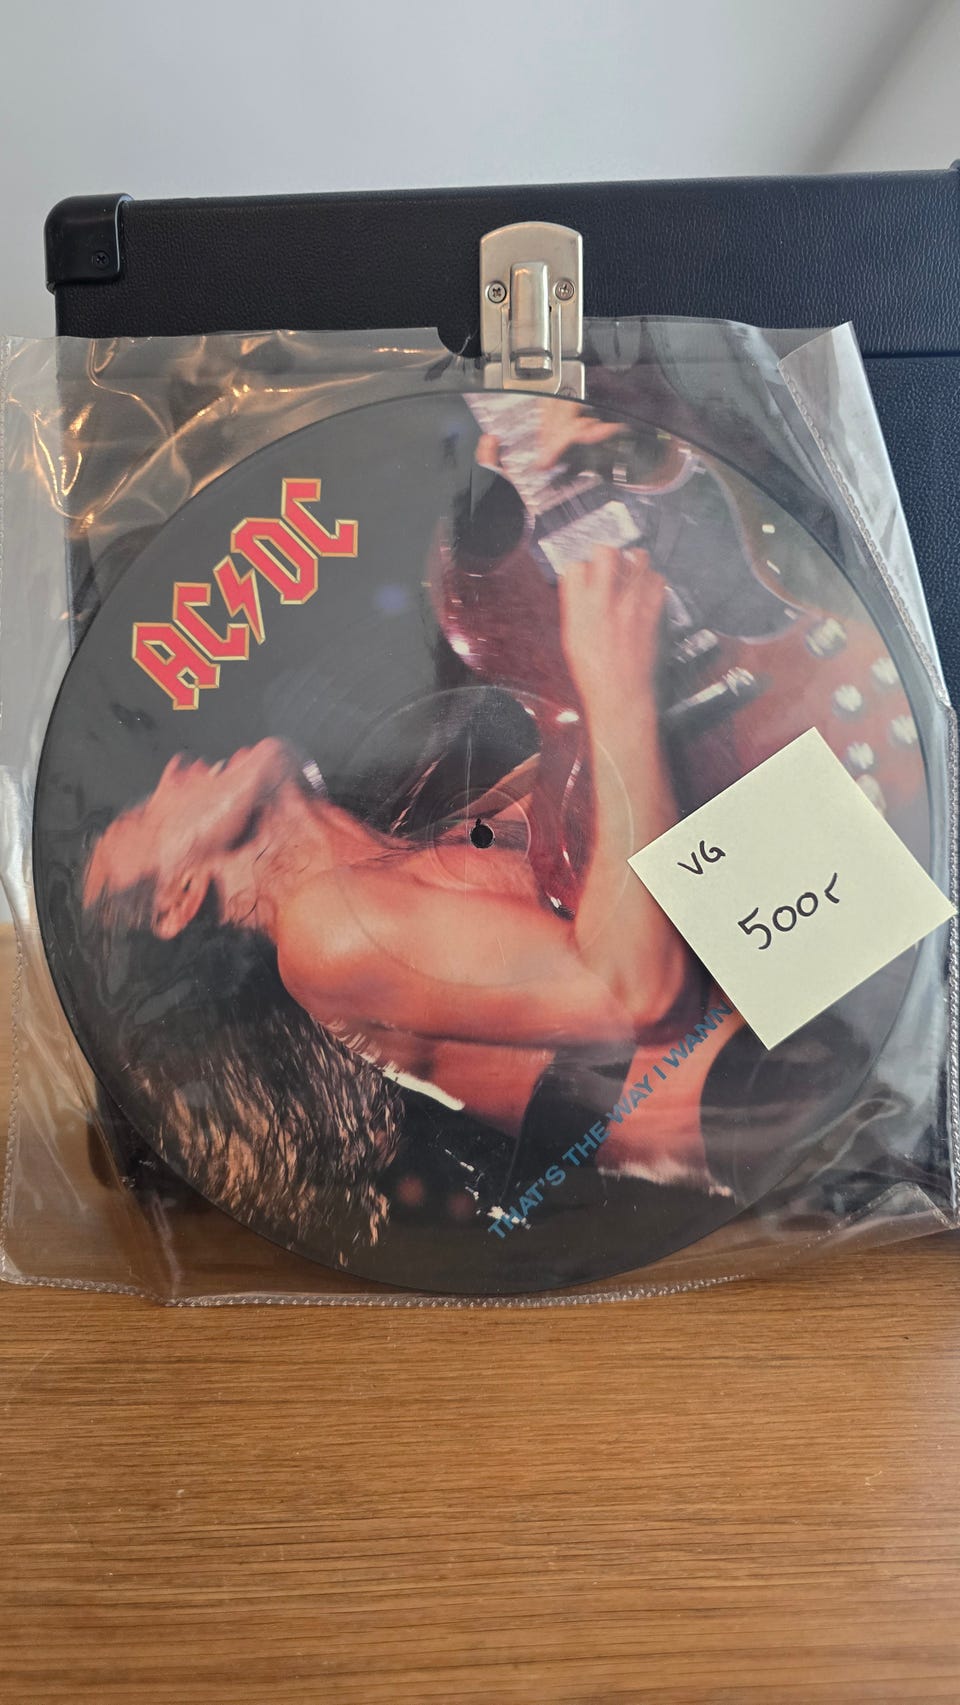 AC⚡DC
VG
500r
THAT'S THE WAY I WANN